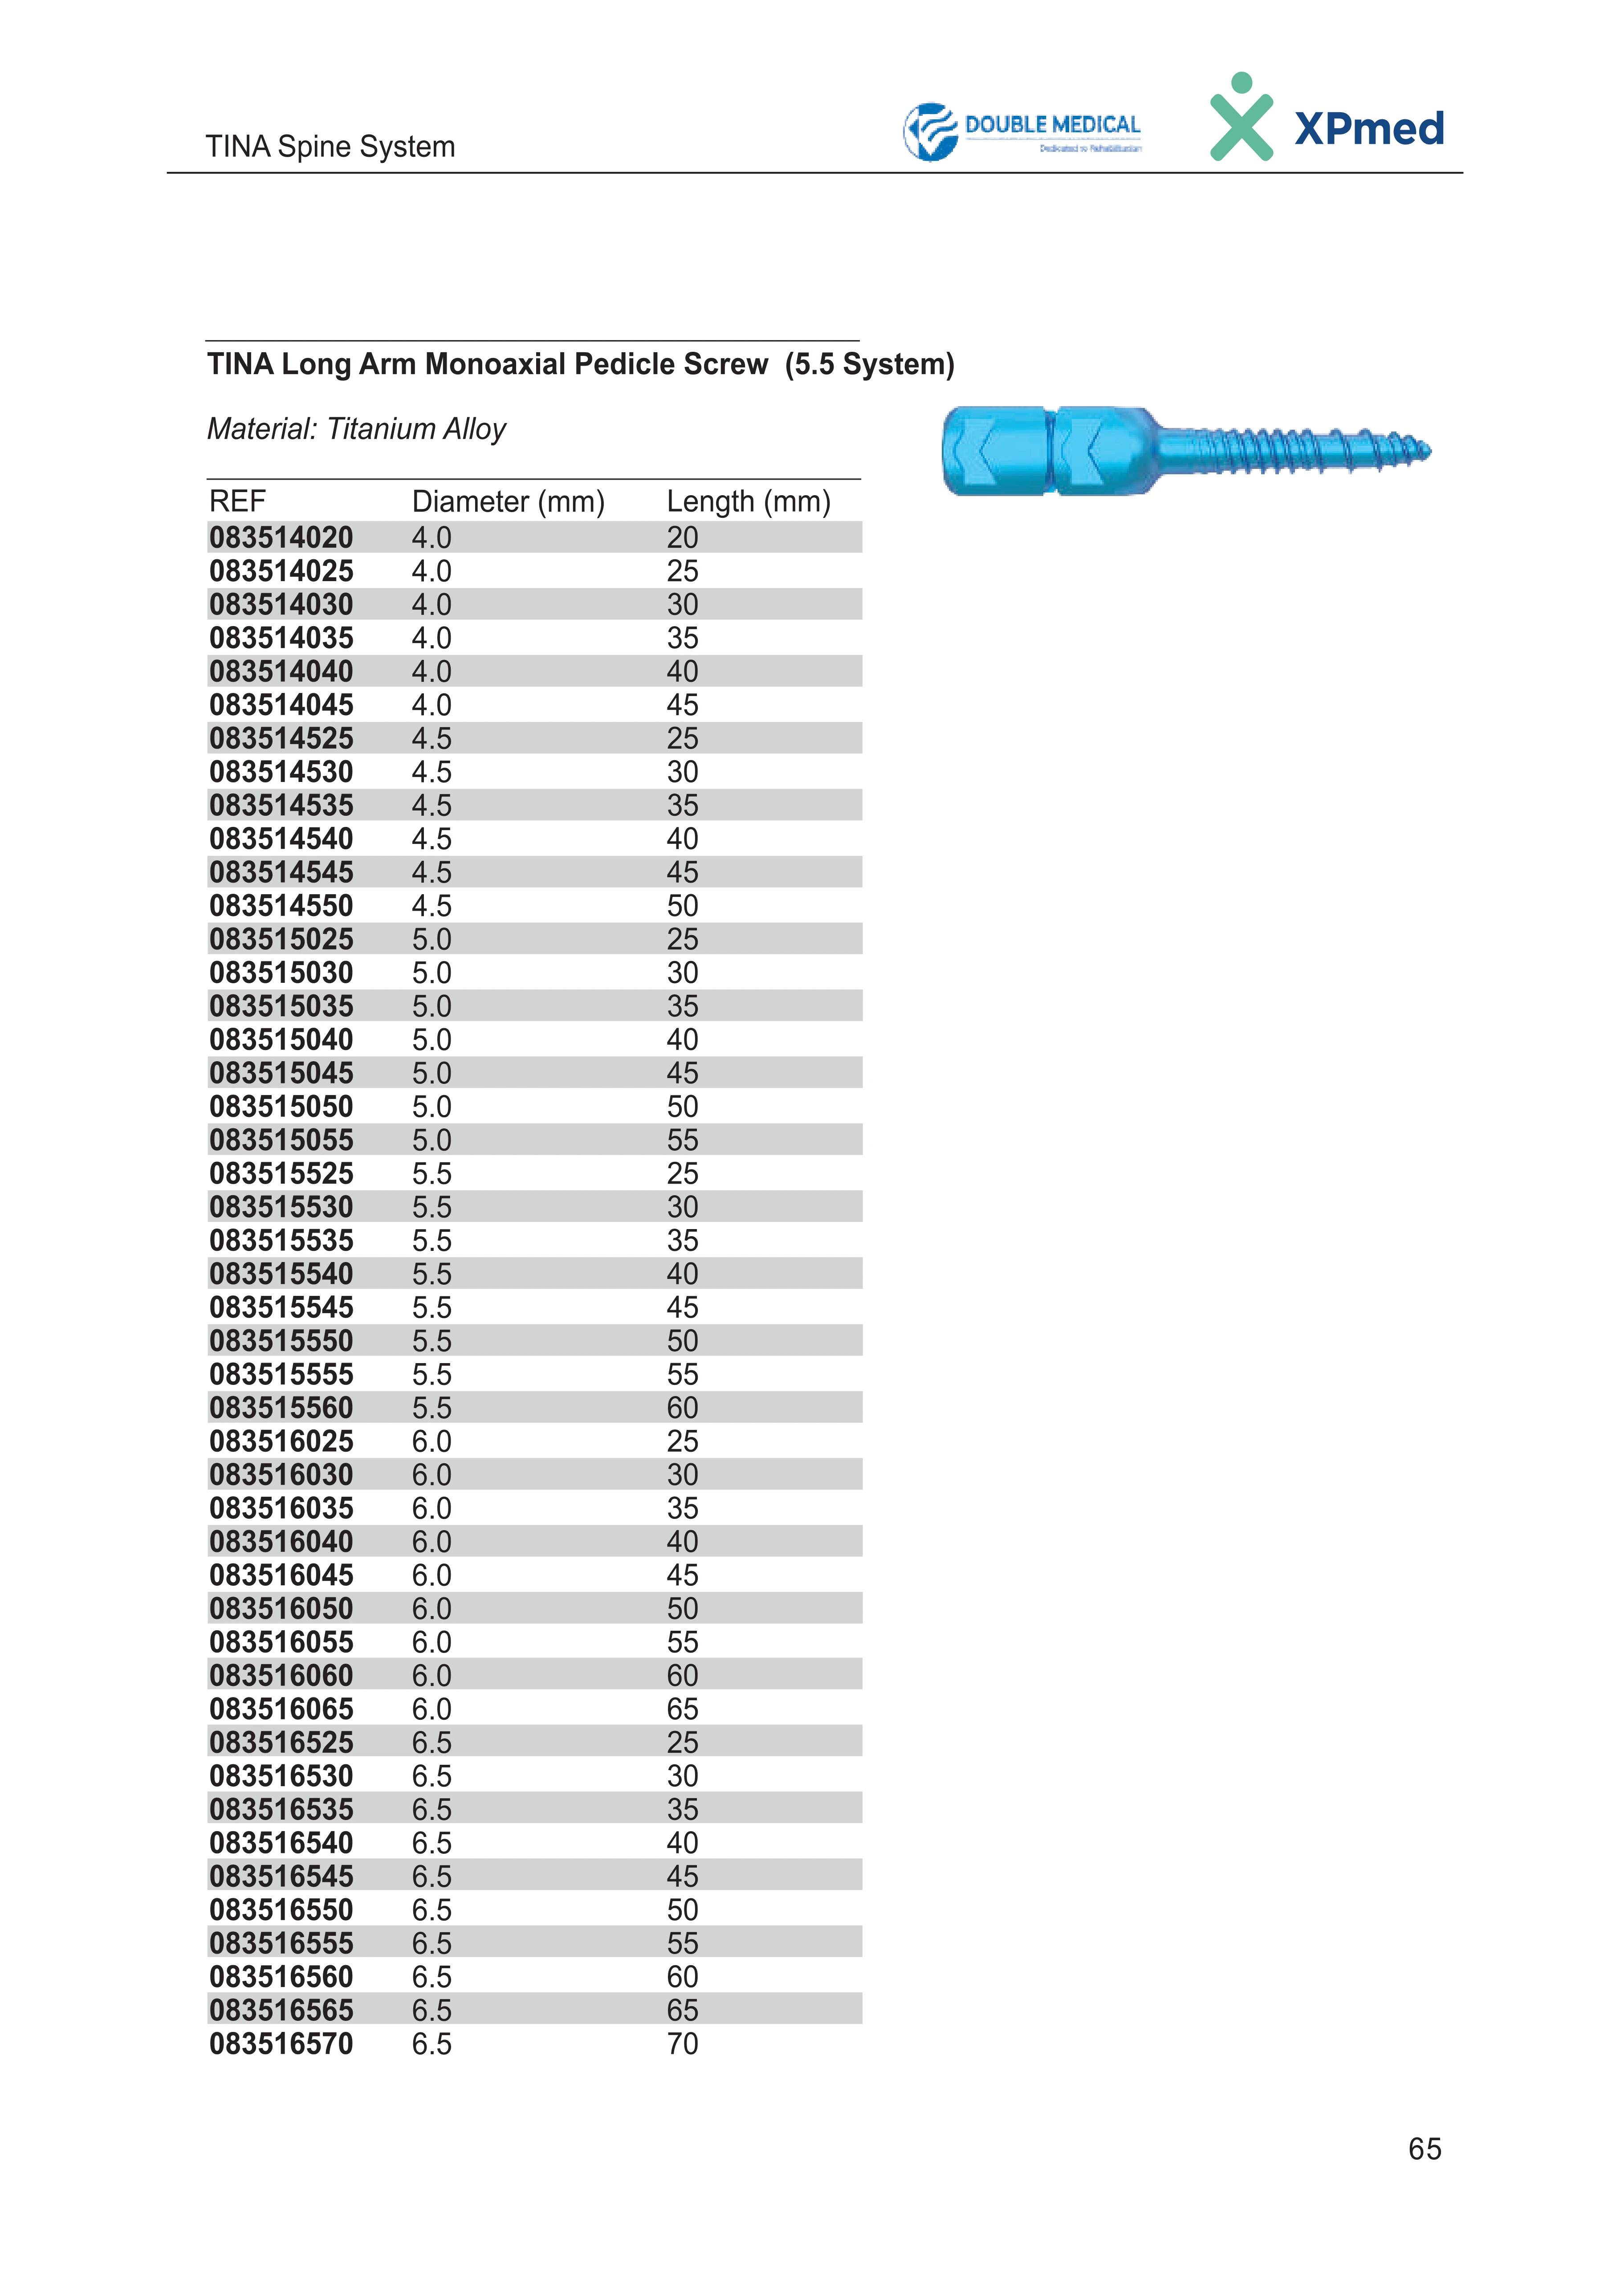 TINA Spine System
DOUBLE MEDICAL
Dedicated to Rehabilitation
XPmed
TINA Long Arm Monoaxial Pedicle Screw (5.5 System)
Material: Titanium Alloy
REF Diameter (mm) Length (mm)
083514020 4.0 20
083514025 4.0 25
083514030 4.0 30
083514035 4.0 35
083514040 4.0 40
083514045 4.0 45
083514525 4.5 25
083514530 4.5 30
083514535 4.5 35
083514540 4.5 40
083514545 4.5 45
083514550 4.5 50
083515025 5.0 25
083515030 5.0 30
083515035 5.0 35
083515040 5.0 40
083515045 5.0 45
083515050 5.0 50
083515055 5.0 55
083515525 5.5 25
083515530 5.5 30
083515535 5.5 35
083515540 5.5 40
083515545 5.5 45
083515550 5.5 50
083515555 5.5 55
083515560 5.5 60
083516025 6.0 25
083516030 6.0 30
083516035 6.0 35
083516040 6.0 40
083516045 6.0 45
083516050 6.0 50
083516055 6.0 55
083516060 6.0 60
083516065 6.0 65
083516525 6.5 25
083516530 6.5 30
083516535 6.5 35
083516540 6.5 40
083516545 6.5 45
083516550 6.5 50
083516555 6.5 55
083516560 6.5 60
083516565 6.5 65
083516570 6.5 70
65